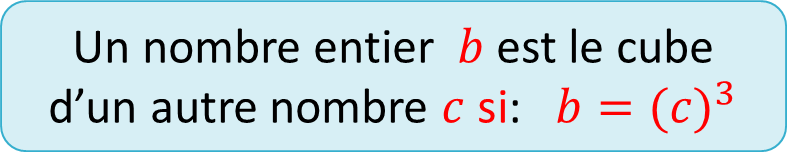 Un nombre entier b est le cube
d’un autre nombre c si: b = (c)³